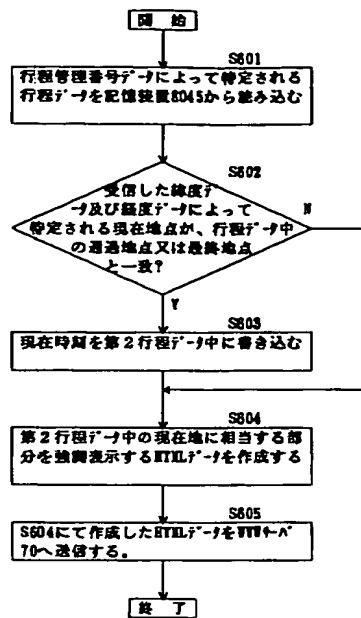 開 始
S601
行程管理番号データによって特定される
行程データを記憶装置8045から読み込む
S602
受信した緯度デ
ータ及び経度データによって
特定される現在地点が、行程データ中
の通過地点又は最終地点
と一致?
N
Y
S603
現在時刻を第2行程データ中に書き込む
S604
第2行程データ中の現在地に相当する部
分を強調表示するHTMLデータを作成する
S605
S604にて作成したHTMLデータをWWWサーバ
70へ送信する。
終 了